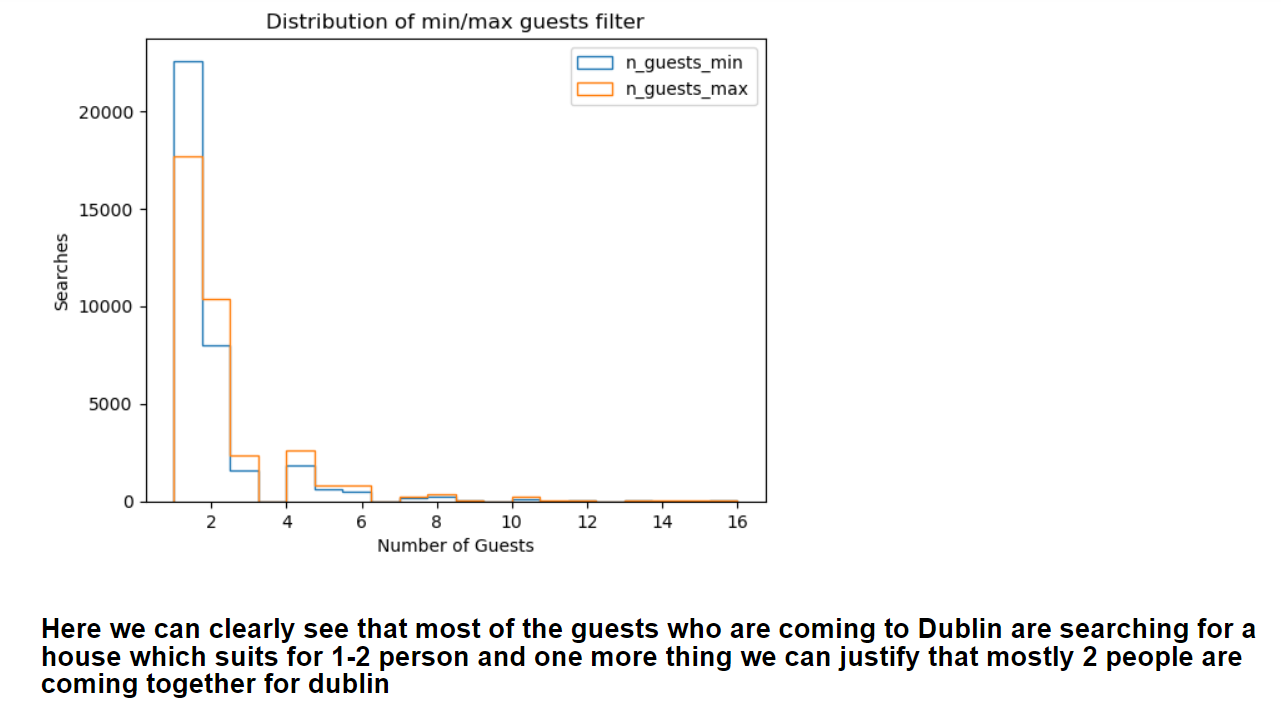 Distribution of min/max guests filter
n_guests_min
n_guests_max
20000
15000
10000
5000
0
Searches
2 4 6 8 10 12 14 16
Number of Guests
Here we can clearly see that most of the guests who are coming to Dublin are searching for a
house which suits for 1-2 person and one more thing we can justify that mostly 2 people are
coming together for dublin